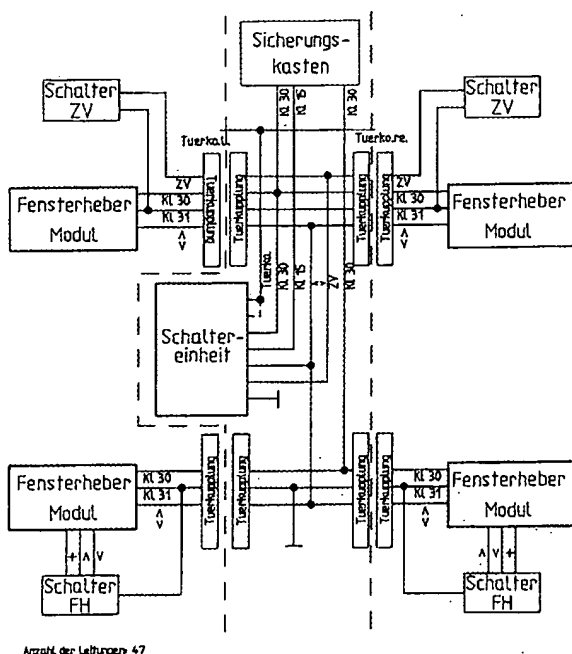 Sicherungs-
kasten
Kl 30
Kl 15
Kl 30
Schalter
ZV
Schalter
ZV
Tuerko.re.
Fensterheber
Modul
ZV
Kl 30
Kl 31
< >
Tuerkupplung
Tuerkupplung
Tuerkupplung
Tuerkupplung
ZV
Kl 30
Kl 31
< >
Fensterheber
Modul
Kl 30
Kl 15
< >
ZV
Kl 30
Schalter-
einheit
Fensterheber
Modul
Kl 30
Kl 31
< >
Tuerkupplung
Tuerkupplung
Tuerkupplung
Tuerkupplung
Kl 30
Kl 31
< >
Fensterheber
Modul
+ < >
< > +
Schalter
FH
Schalter
FH
Anzahl der Leitungen: 47